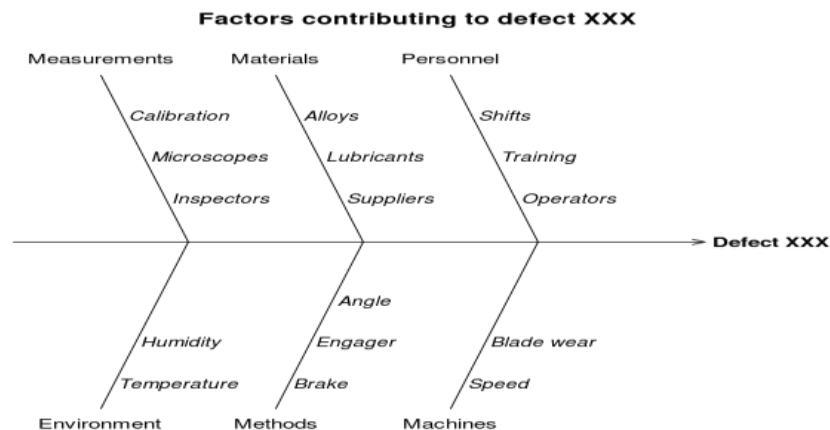 Factors contributing to defect XXX
Measurements
Materials
Personnel
Calibration
Alloys
Shifts
Microscopes
Lubricants
Training
Inspectors
Suppliers
Operators
Defect XXX
Angle
Humidity
Engager
Blade wear
Temperature
Brake
Speed
Environment
Methods
Machines